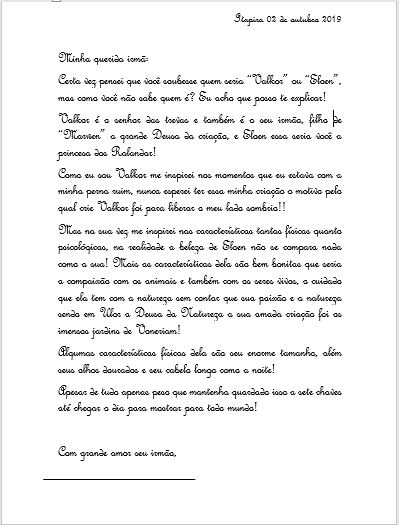 Itapira 02 de outubro 2019
Minha querida irmã:
Certa vez pensei que você soubesse quem seria "Valkor" ou "Eloen",
mas como você não sabe quem é? Eu acho que posso te explicar!
Valkor é o senhor das trevas e também é o seu irmão, filho de
"Marwen" a grande Deusa da criação, e Eloen essa seria você a
princesa dos Ralandar!
Como eu sou Valkor me inspirei nos momentos que eu estava com a
minha perna ruim, nunca esperei ter essa minha criação o motivo pelo
qual crie Valkor foi para liberar o meu lado sombrio!!
Mas na sua vez me inspirei nas características tantas físicas quanto
psicológicas, na realidade a beleza de Eloen não se compara nada
como a sua! Mais as características dela são bem bonitas que seria
a compaixão com os animais e também com os seres vivos, o cuidado
que ela tem com a natureza sem contar que sua paixão e a natureza
sendo em Ulor a Deusa da Natureza a sua amada criação foi os
imensos jardins de Voneriam!
Algumas características físicas dela são seu enorme tamanho, além
seus olhos dourados e seu cabelo longo como a noite!
Apesar de tudo apenas peço que mantenha guardado isso a sete chaves
até chegar o dia para mostrar para todo mundo!
Com grande amor seu irmão,